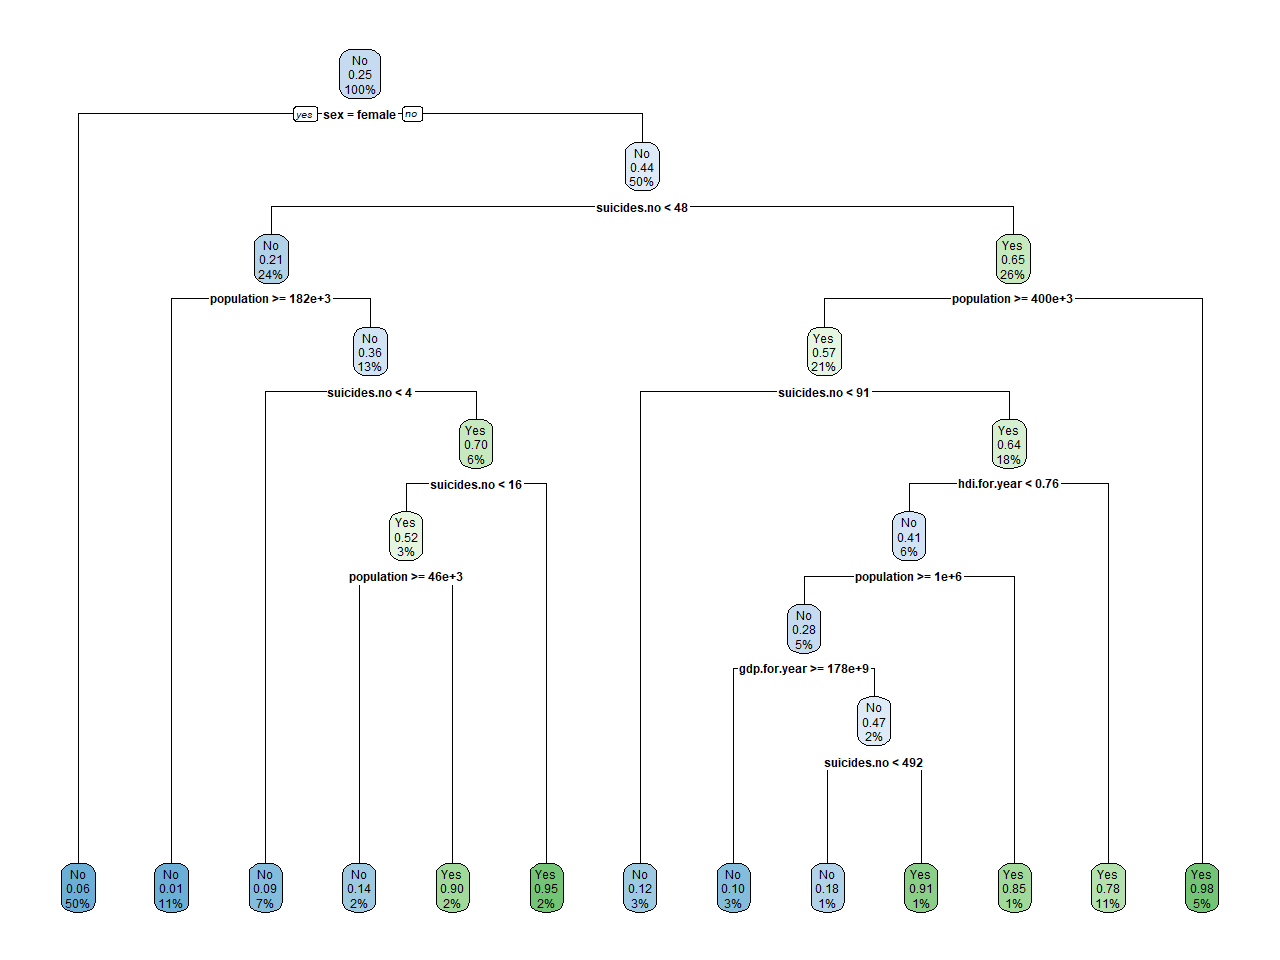 No
0.25
100%
yes sex = female no
No
0.44
50%
suicides.no < 48
No
0.21
24%
Yes
0.65
26%
population >= 182e+3
population >= 400e+3
No
0.36
13%
Yes
0.57
21%
suicides.no < 4
suicides.no < 91
Yes
0.70
6%
Yes
0.64
18%
suicides.no < 16
hdi.for.year < 0.76
Yes
0.52
3%
No
0.41
6%
population >= 46e+3
population >= 1e+6
No
0.28
5%
gdp.for.year >= 178e+9
No
0.47
2%
suicides.no < 492
No
0.06
50%
No
0.01
11%
No
0.09
7%
No
0.14
2%
Yes
0.90
2%
Yes
0.95
2%
No
0.12
3%
No
0.10
3%
No
0.18
1%
Yes
0.91
1%
Yes
0.85
1%
Yes
0.78
11%
Yes
0.98
5%